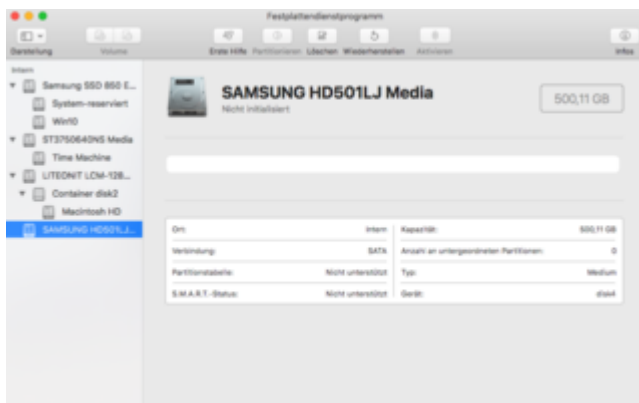 Festplattendienstprogramm
Darstellung Volume Erste Hilfe Partitionieren Löschen Wiederherstellen Aktivieren Infos
Intern
Samsung SSD 850 E...
System-reserviert
Win10
ST3750640NS Media
Time Machine
LITEONIT LCM-128...
Container disk2
Macintosh HD
SAMSUNG HD501LJ...
SAMSUNG HD501LJ Media
Nicht initialisiert
500,11 GB
Ort: Intern Kapazität: 500,11 GB
Verbindung: SATA Anzahl an untergeordneten Partitionen: 0
Partitionstabelle: Nicht unterstützt Typ: Medium
S.M.A.R.T.-Status: Nicht unterstützt Gerät: disk4